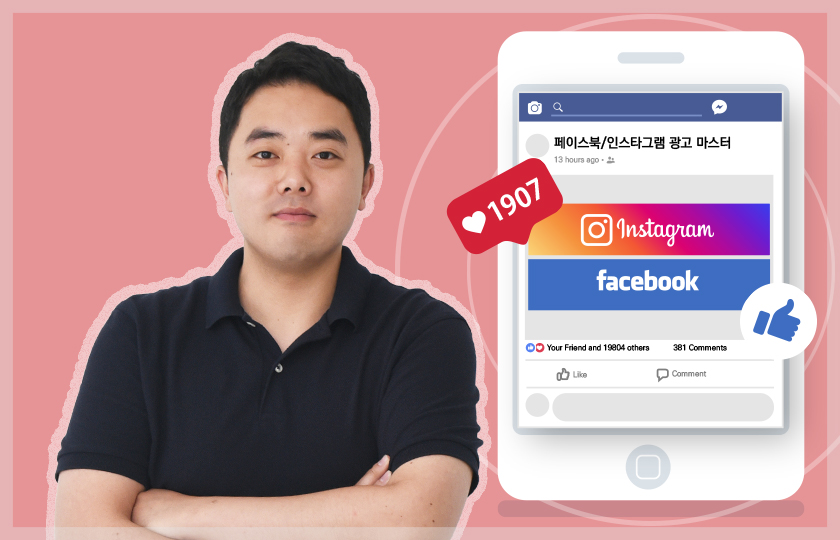 페이스북/인스타그램 광고 마스터
13 hours ago
1907
Instagram
facebook
Your Friend and 19804 others 381 Comments
Like Comment